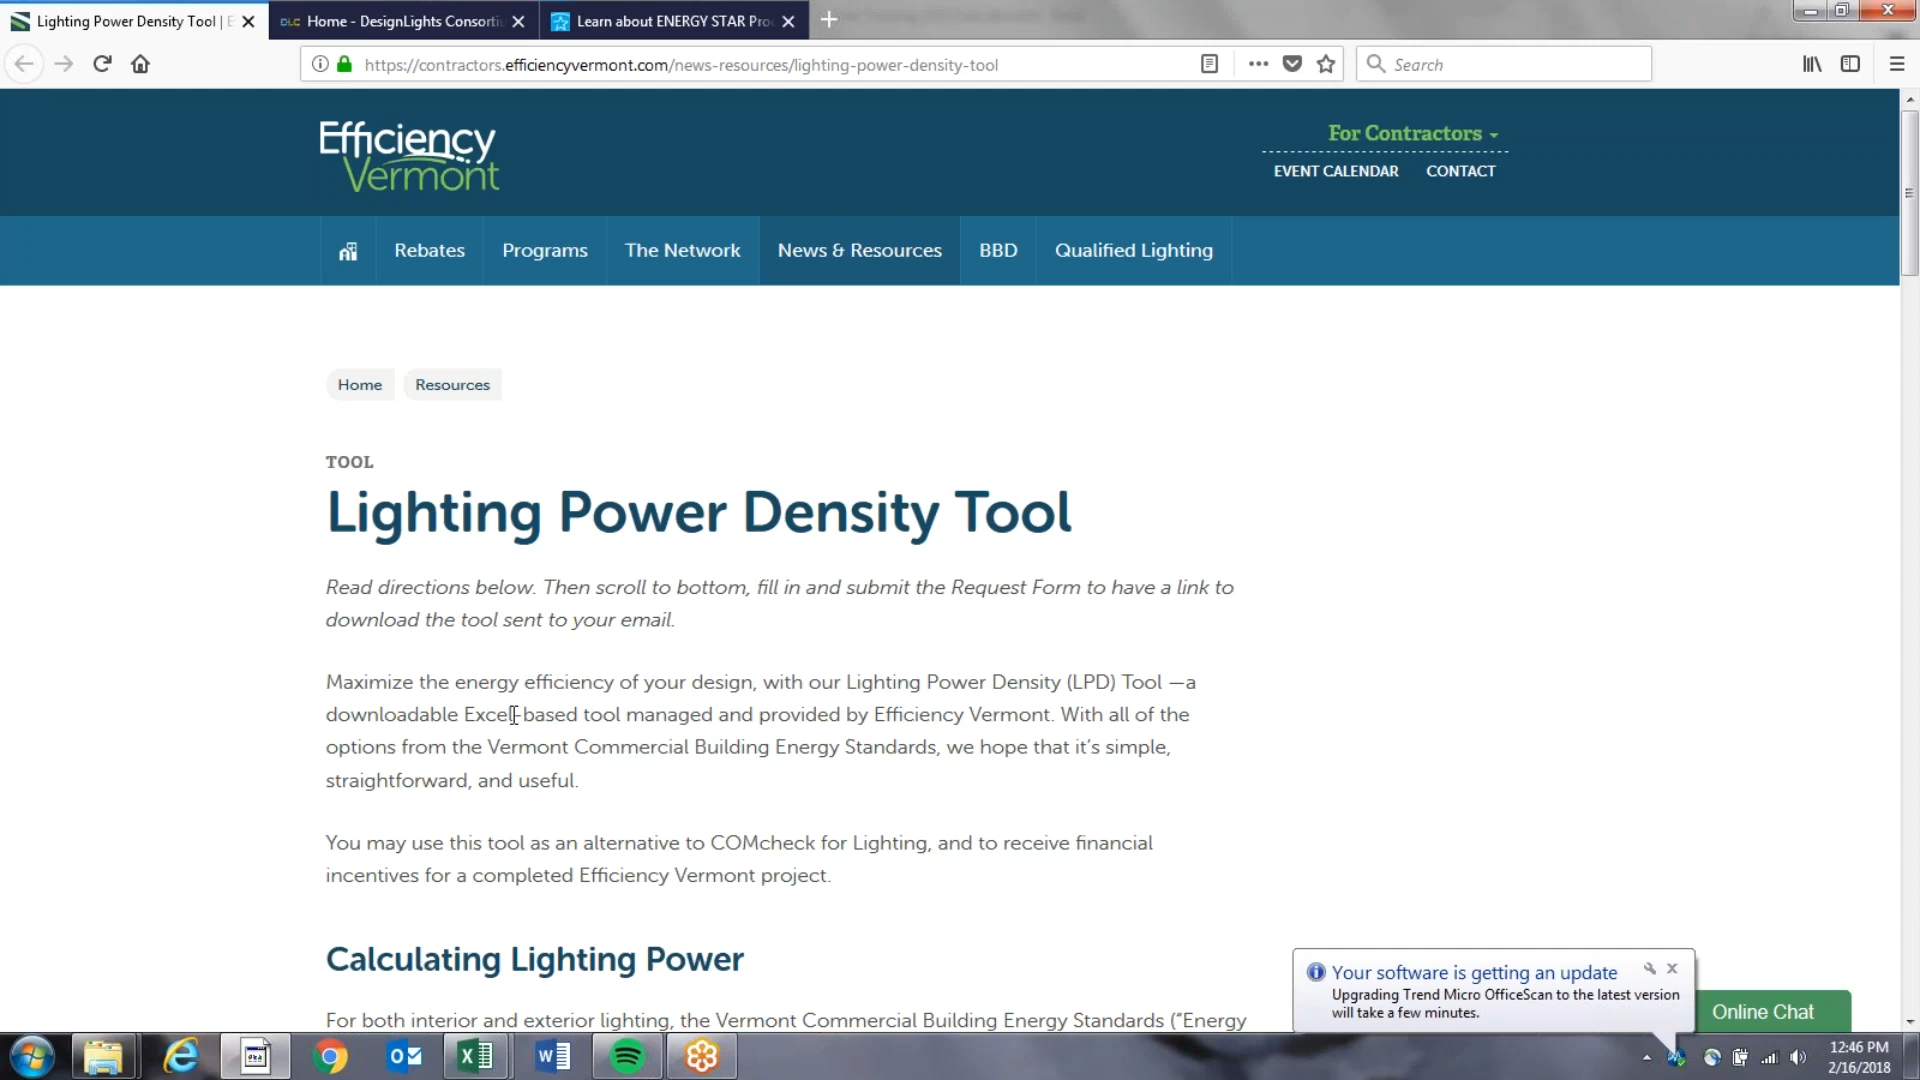 Lighting Power Density Tool | E
Home - DesignLights Consorti
Learn about ENERGY STAR Pro
https://contractors.efficiencyvermont.com/news-resources/lighting-power-density-tool
Search
Efficiency
Vermont
For Contractors
EVENT CALENDAR CONTACT
Rebates Programs The Network News & Resources BBD Qualified Lighting
Home Resources
TOOL
Lighting Power Density Tool
Read directions below. Then scroll to bottom, fill in and submit the Request Form to have a link to
download the tool sent to your email.
Maximize the energy efficiency of your design, with our Lighting Power Density (LPD) Tool —a
downloadable Excel-based tool managed and provided by Efficiency Vermont. With all of the
options from the Vermont Commercial Building Energy Standards, we hope that it's simple,
straightforward, and useful.
You may use this tool as an alternative to COMcheck for Lighting, and to receive financial
incentives for a completed Efficiency Vermont project.
Calculating Lighting Power
For both interior and exterior lighting, the Vermont Commercial Building Energy Standards ("Energy
Your software is getting an update
Upgrading Trend Micro OfficeScan to the latest version
will take a few minutes.
Online Chat
12:46 PM
2/16/2018